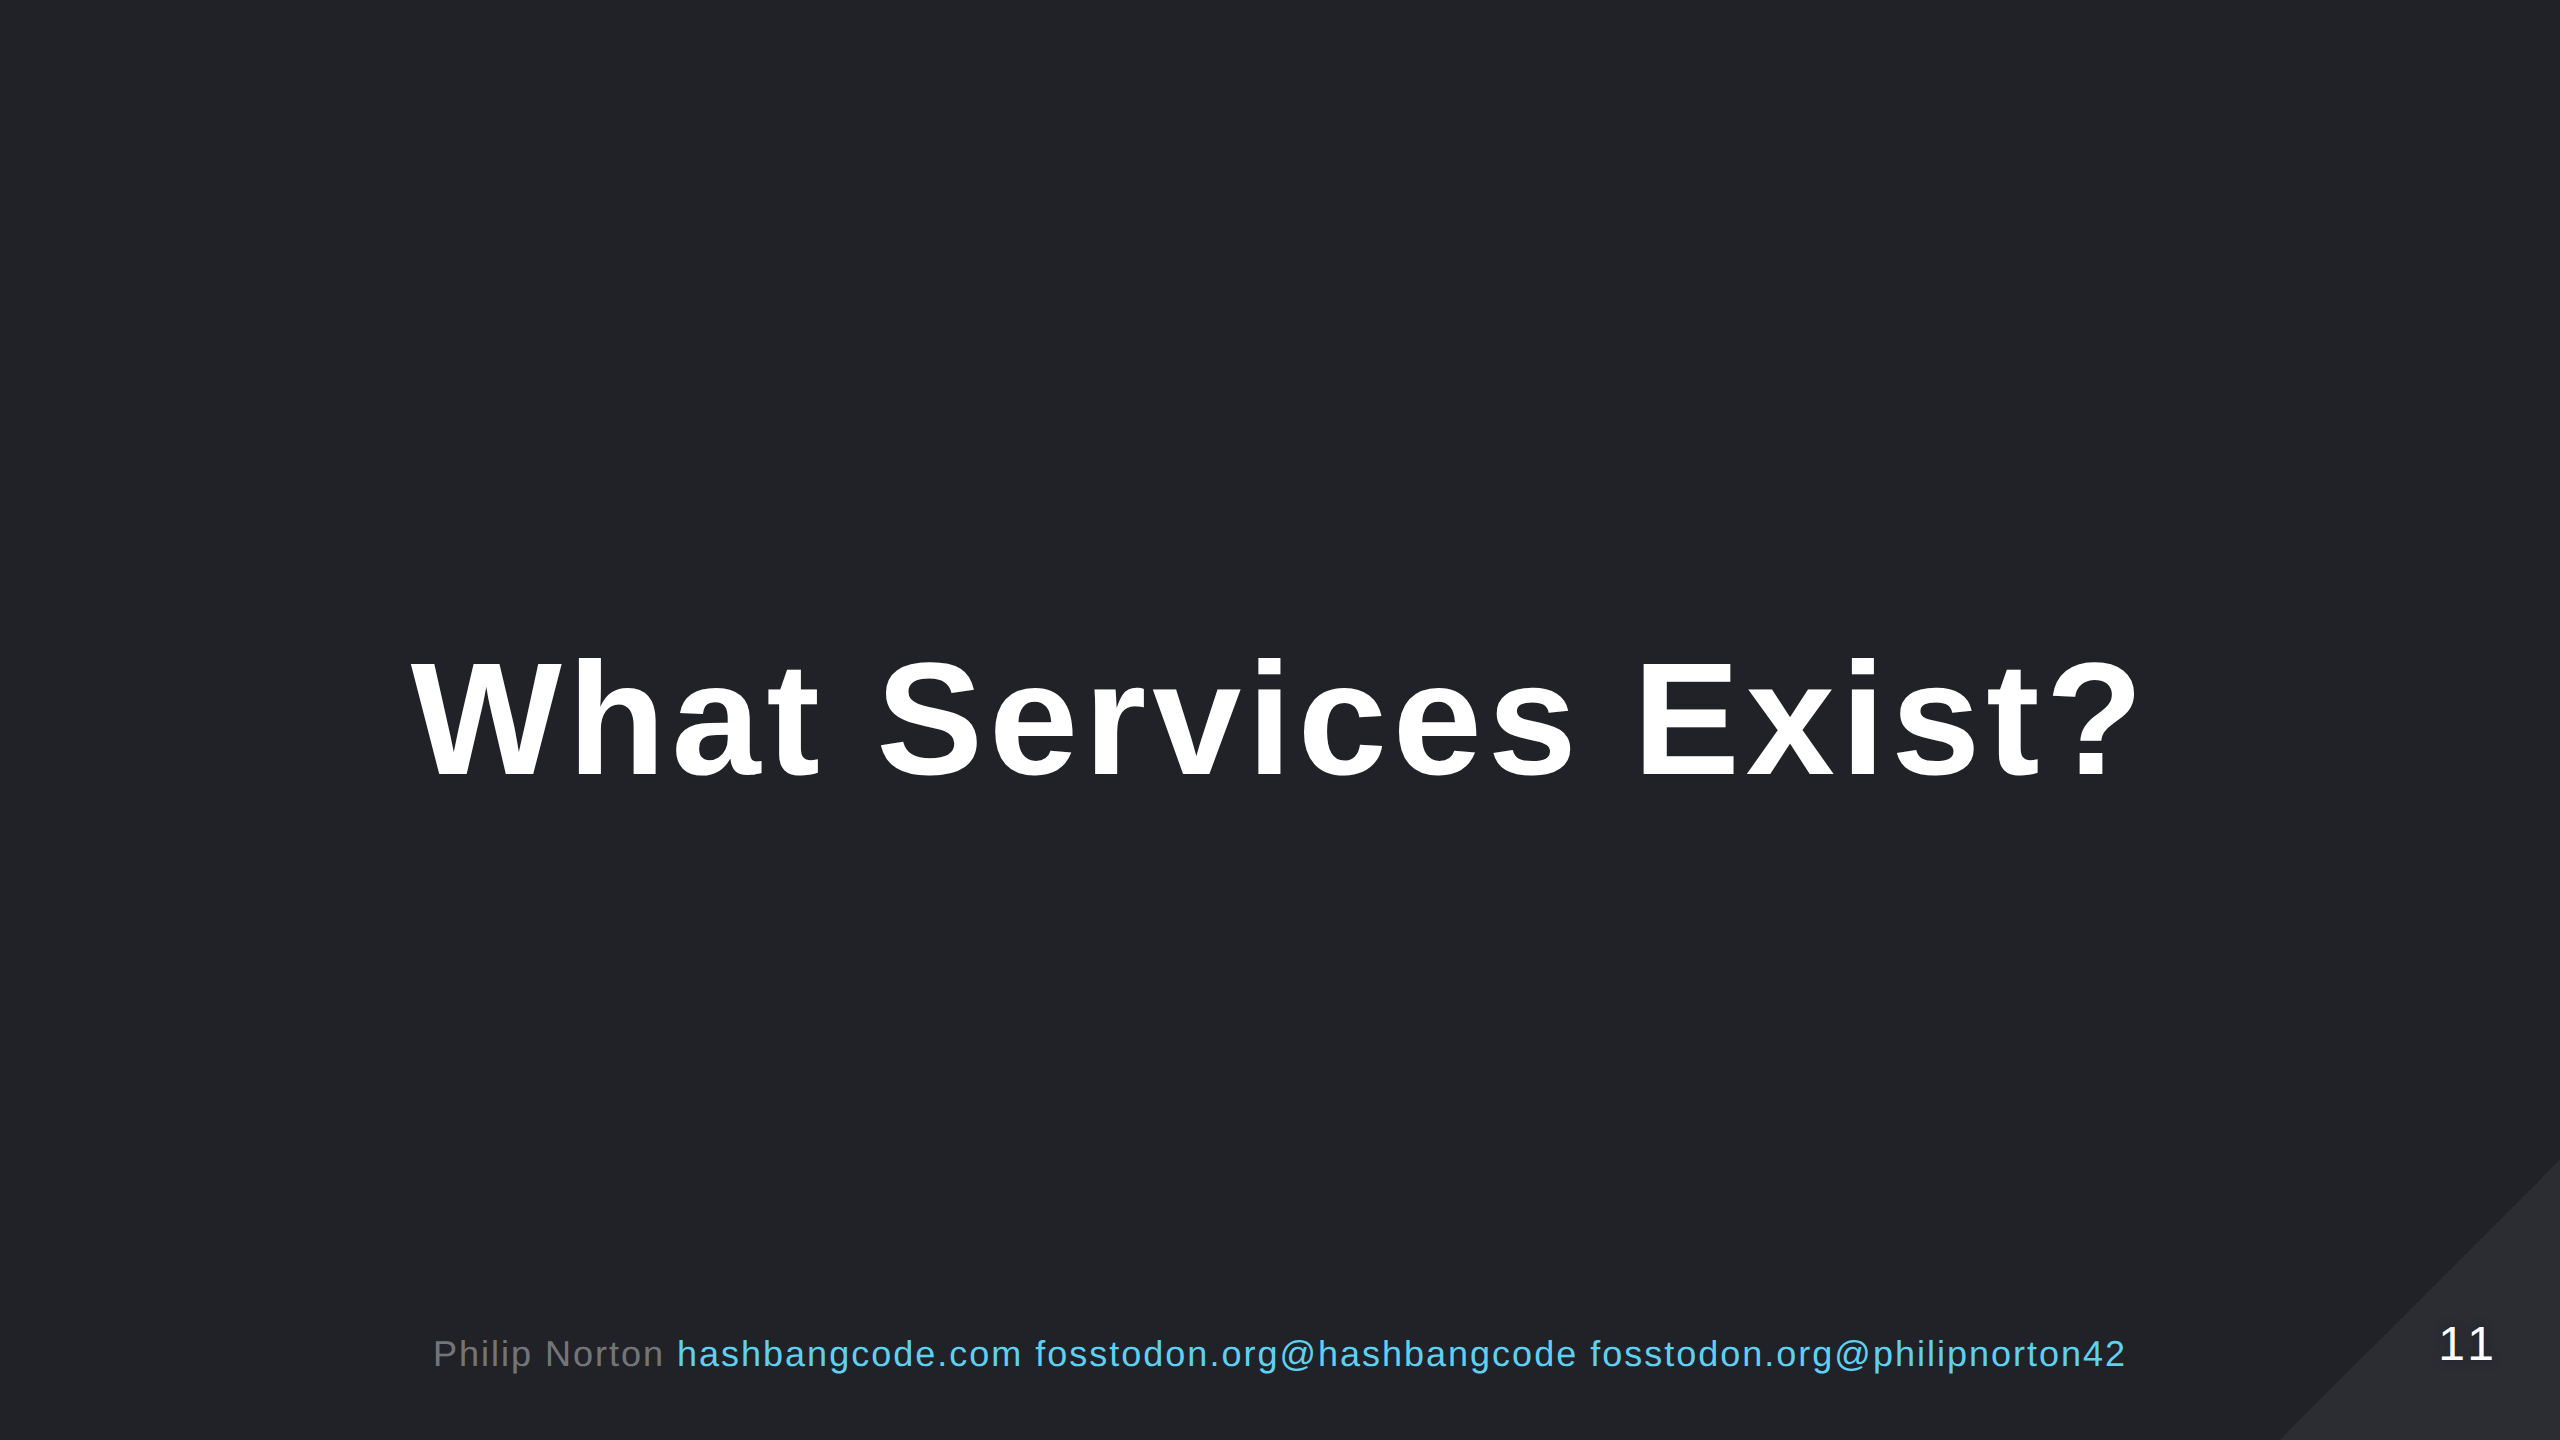 What Services Exist?
Philip Norton hashbangcode.com fosstodon.org@hashbangcode fosstodon.org@philipnorton42
11